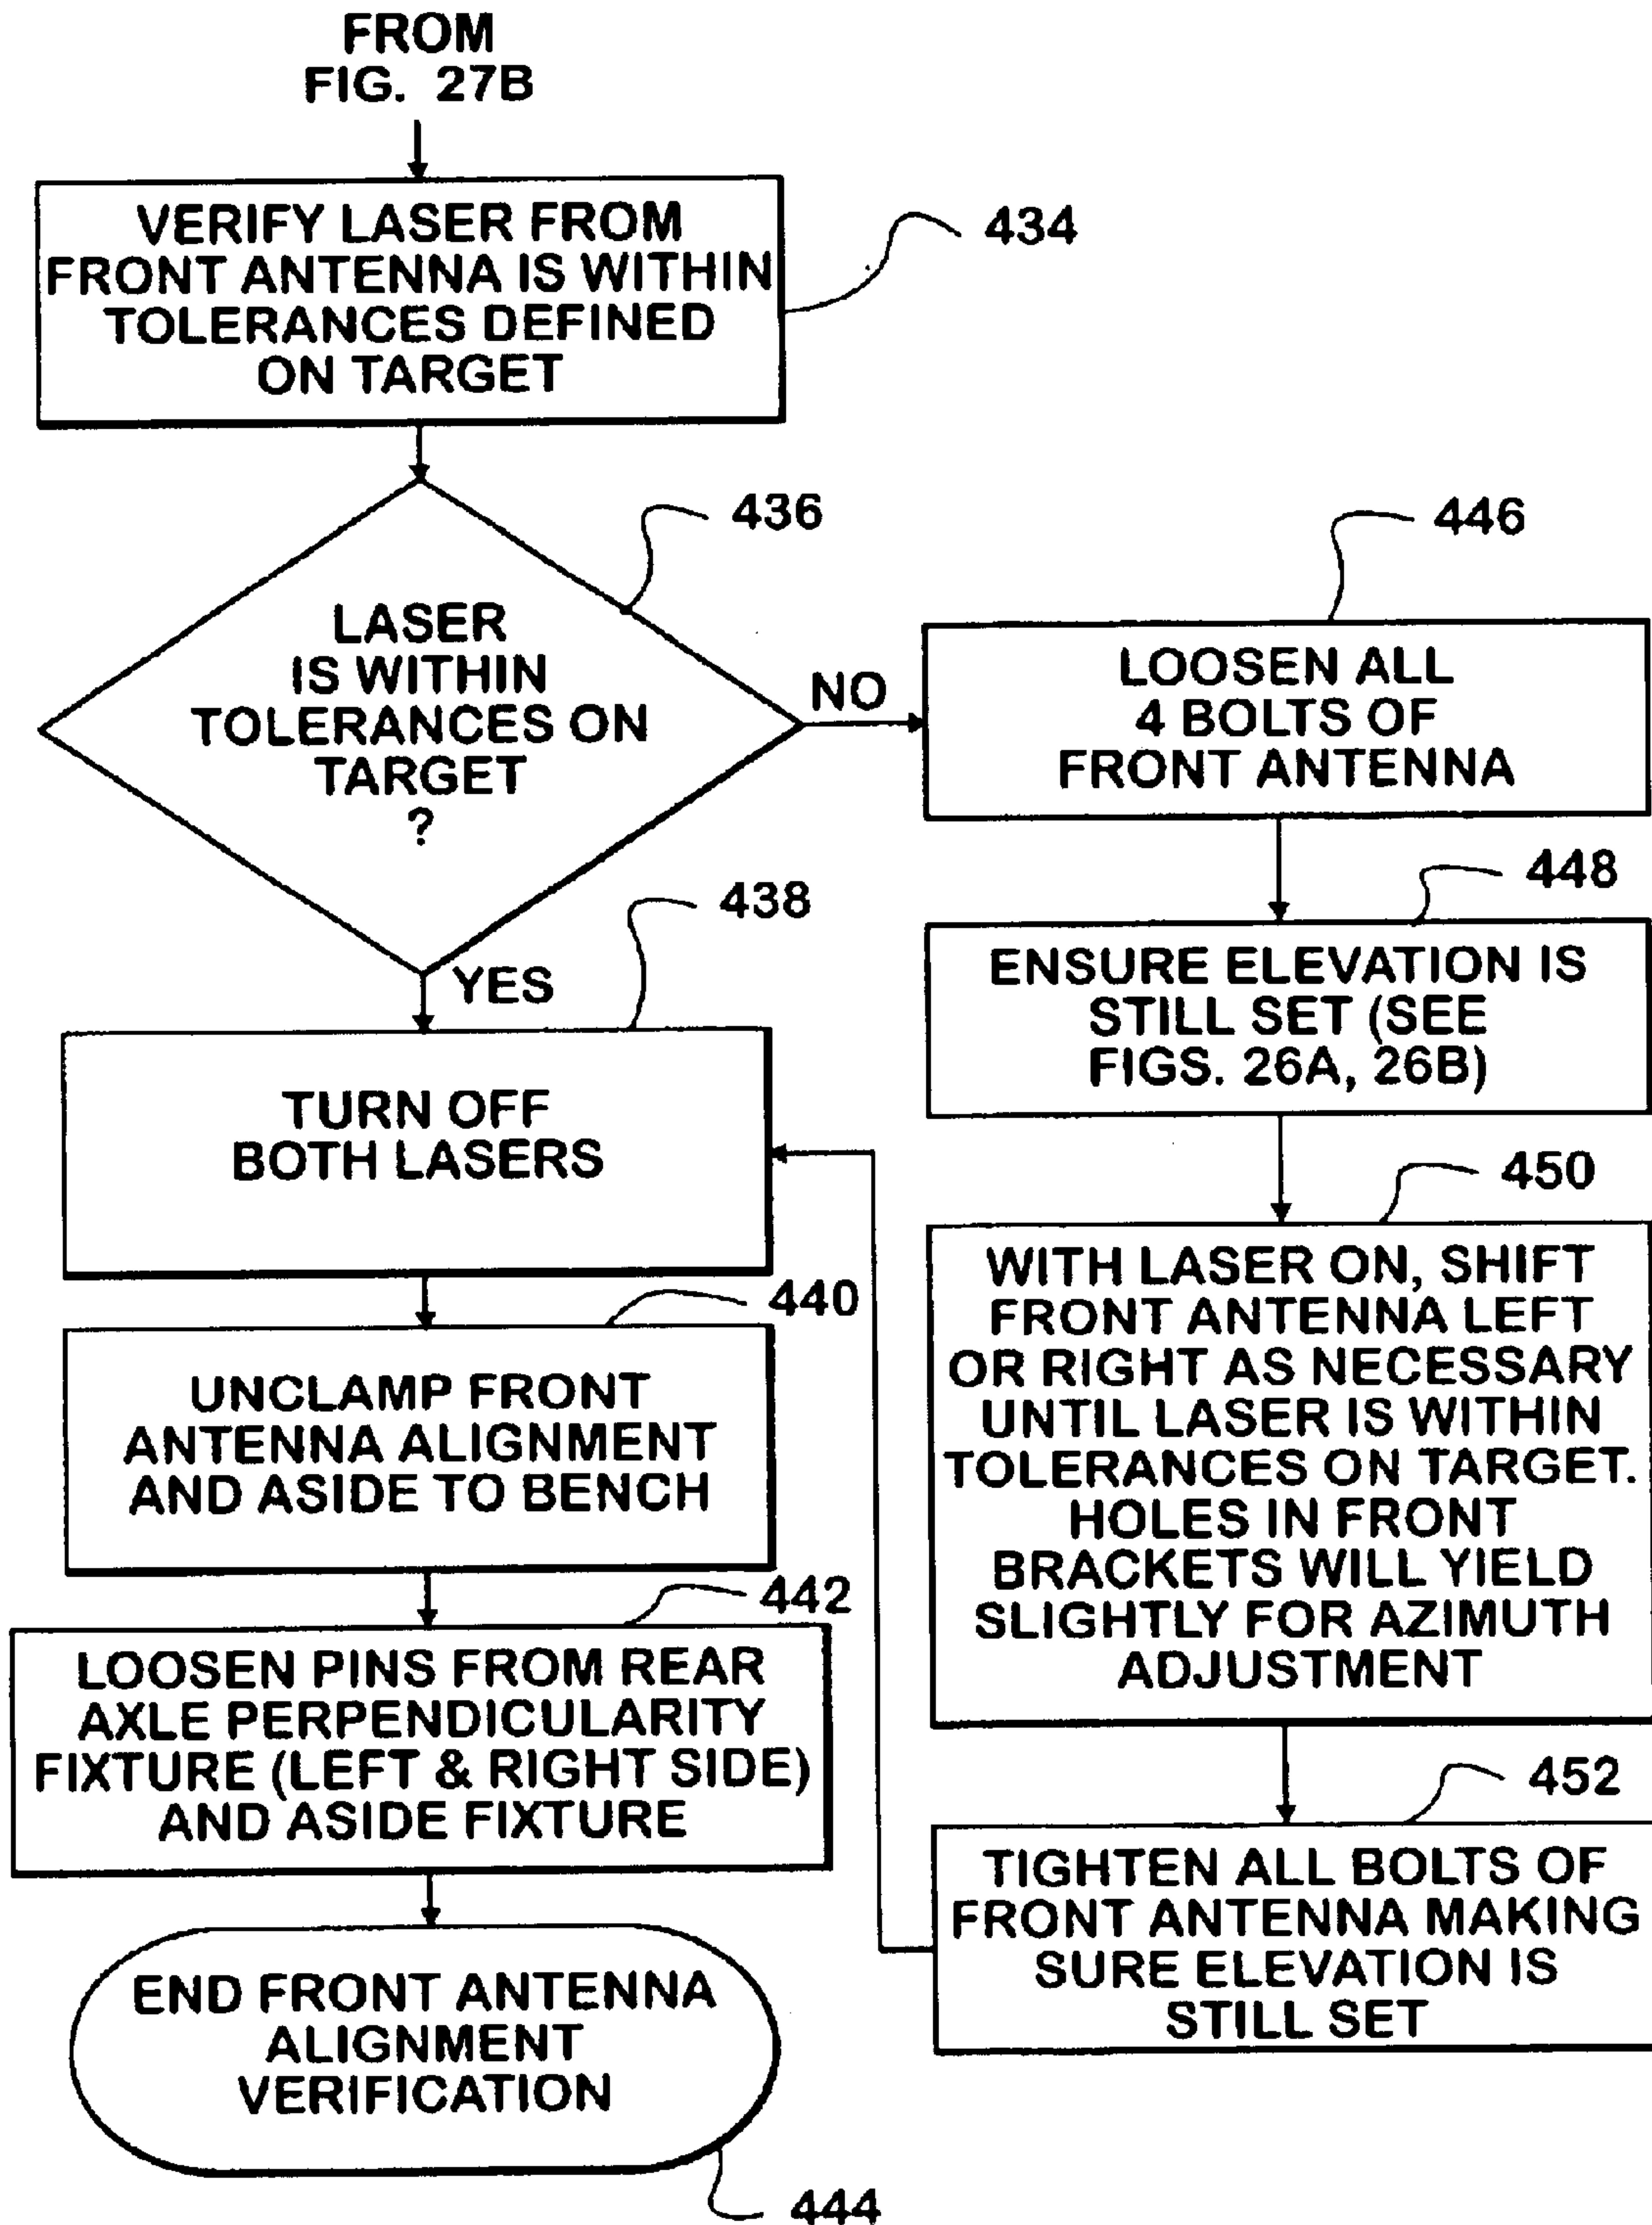 FROM
FIG. 27B
VERIFY LASER FROM
FRONT ANTENNA IS WITHIN
TOLERANCES DEFINED
ON TARGET
434
LASER
IS WITHIN
TOLERANCES ON
TARGET
?
436
NO
YES
TURN OFF
BOTH LASERS
438
UNCLAMP FRONT
ANTENNA ALIGNMENT
AND ASIDE TO BENCH
440
LOOSEN PINS FROM REAR
AXLE PERPENDICULARITY
FIXTURE (LEFT & RIGHT SIDE)
AND ASIDE FIXTURE
442
END FRONT ANTENNA
ALIGNMENT
VERIFICATION
444
446
LOOSEN ALL
4 BOLTS OF
FRONT ANTENNA
448
ENSURE ELEVATION IS
STILL SET (SEE
FIGS. 26A, 26B)
450
WITH LASER ON, SHIFT
FRONT ANTENNA LEFT
OR RIGHT AS NECESSARY
UNTIL LASER IS WITHIN
TOLERANCES ON TARGET.
HOLES IN FRONT
BRACKETS WILL YIELD
SLIGHTLY FOR AZIMUTH
ADJUSTMENT
452
TIGHTEN ALL BOLTS OF
FRONT ANTENNA MAKING
SURE ELEVATION IS
STILL SET